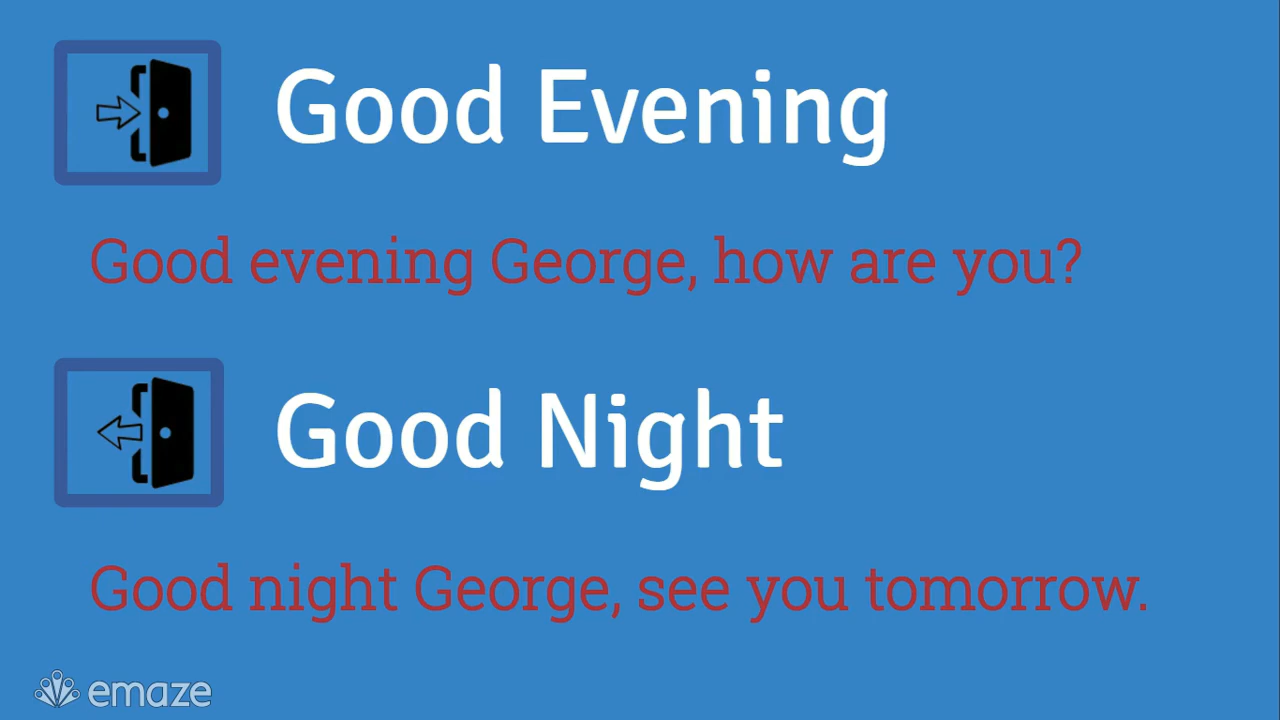 Good Evening
Good evening George, how are you?
Good Night
Good night George, see you tomorrow.
emaze